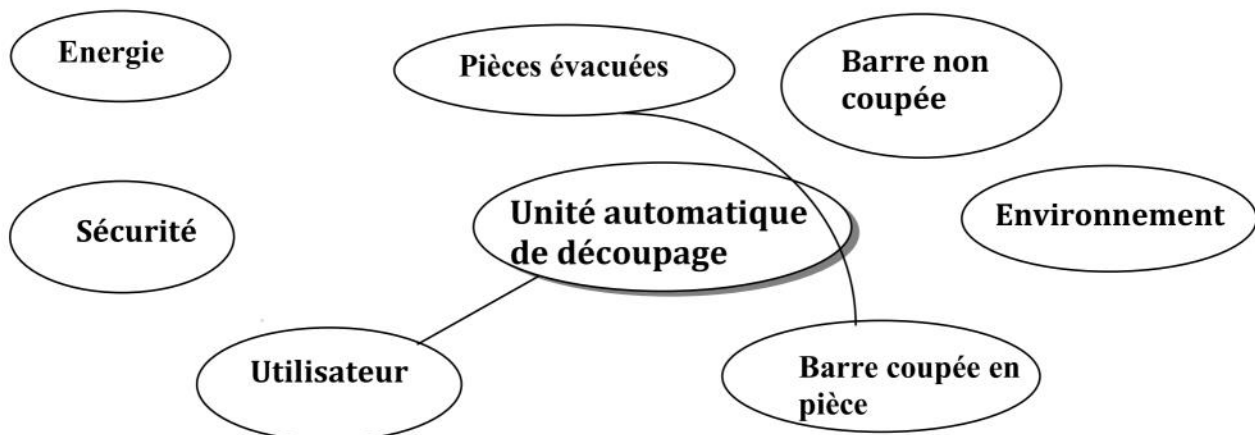 Energie
Pièces évacuées
Barre non
coupée
Sécurité
Unité automatique
de découpage
Environnement
Utilisateur
Barre coupée en
pièce